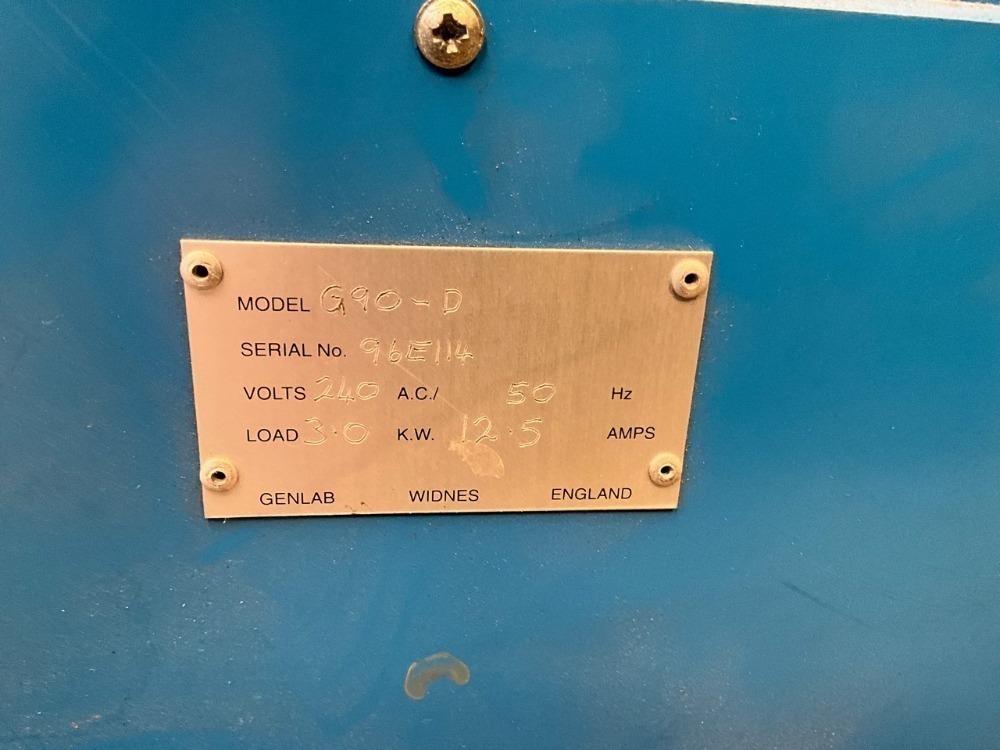 MODEL G90-D
SERIAL No. 96E114
VOLTS 240 A.C./ 50 Hz
LOAD 3.0 K.W. 12.5 AMPS
GENLAB WIDNES ENGLAND